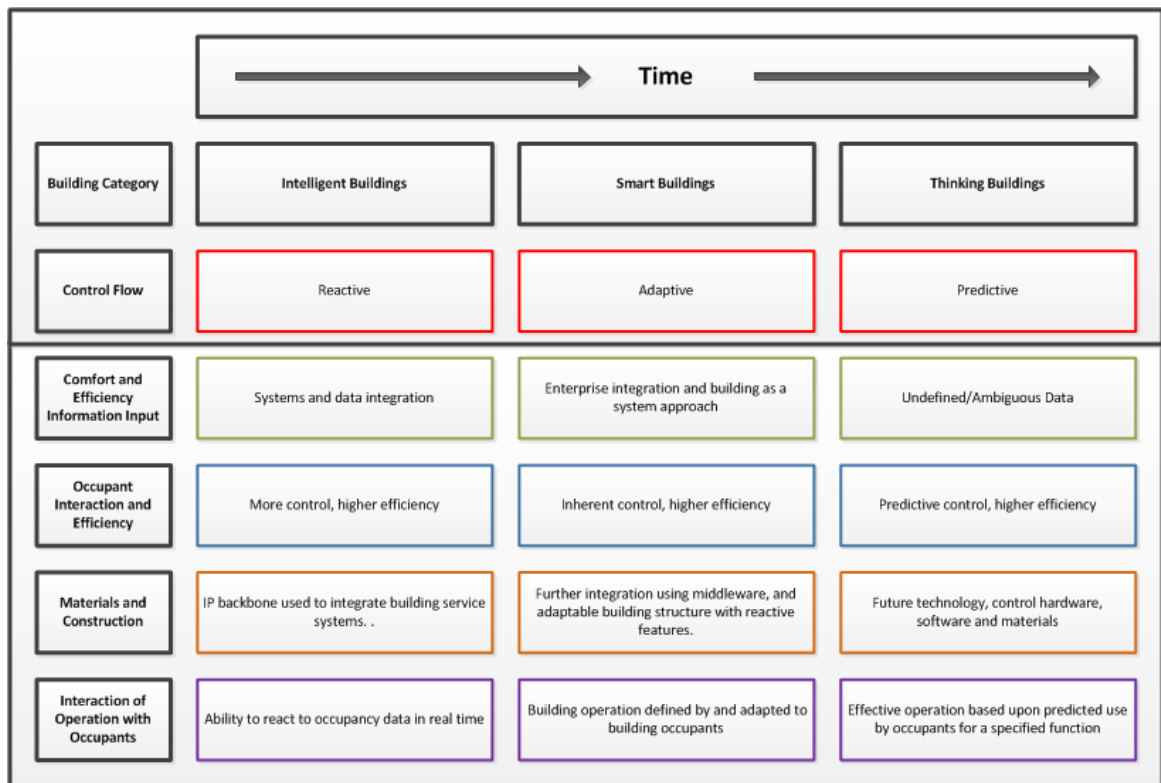 Time
Building Category
Intelligent Buildings
Smart Buildings
Thinking Buildings
Control Flow
Reactive
Adaptive
Predictive
Comfort and
Efficiency
Information Input
Systems and data integration
Enterprise integration and building as a
system approach
Undefined/Ambiguous Data
Occupant
Interaction and
Efficiency
More control, higher efficiency
Inherent control, higher efficiency
Predictive control, higher efficiency
Materials and
Construction
IP backbone used to integrate building service
systems. .
Further integration using middleware, and
adaptable building structure with reactive
features.
Future technology, control hardware,
software and materials
Interaction of
Operation with
Occupants
Ability to react to occupancy data in real time
Building operation defined by and adapted to
building occupants
Effective operation based upon predicted use
by occupants for a specified function